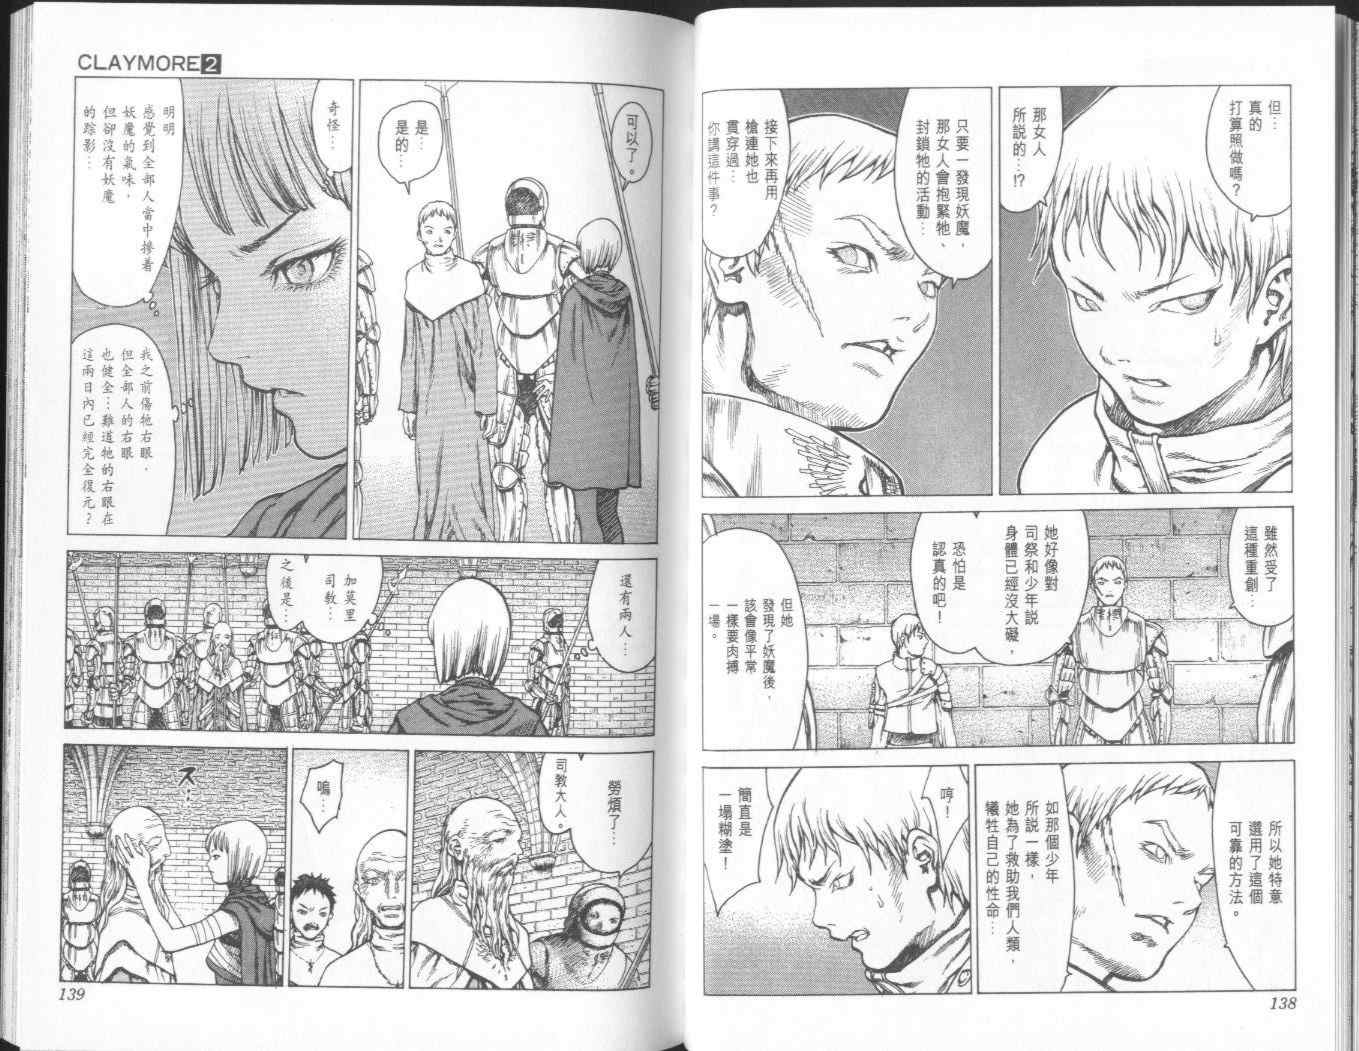 但…
真的
打算照做嗎？
那女人
所說的…!?
只要一發現妖魔，
那女人會抱緊牠、
封鎖牠的活動…
接下來再用
槍連她也
貫穿過…
你講這件事？
雖然受了
這種重創…
她好像對
司祭和少年說
身體已經沒大礙，
恐怕是
認真的吧！
但她
發現了妖魔後，
該會像平常
一樣要肉搏
一場。
所以她特意
選用了這個
可靠的方法。
如那個少年
所說一樣，
她為了救助我們人類，
犧牲自己的性命…
哼！
簡直是
一塌糊塗！
138
CLAYMORE 2
可以了。
是…
是的…
奇怪…
明明
感覺到全部人當中摻着
妖魔的氣味，
但卻沒有妖魔
的踪影…
我之前傷牠右眼，
但全部人的右眼
也健全…難道牠的右眼在
這兩日內已經完全復元？
還有兩人…
加莫里
司教…
之後是…
勞煩了…
司教大人。
嗚…
ス…
139